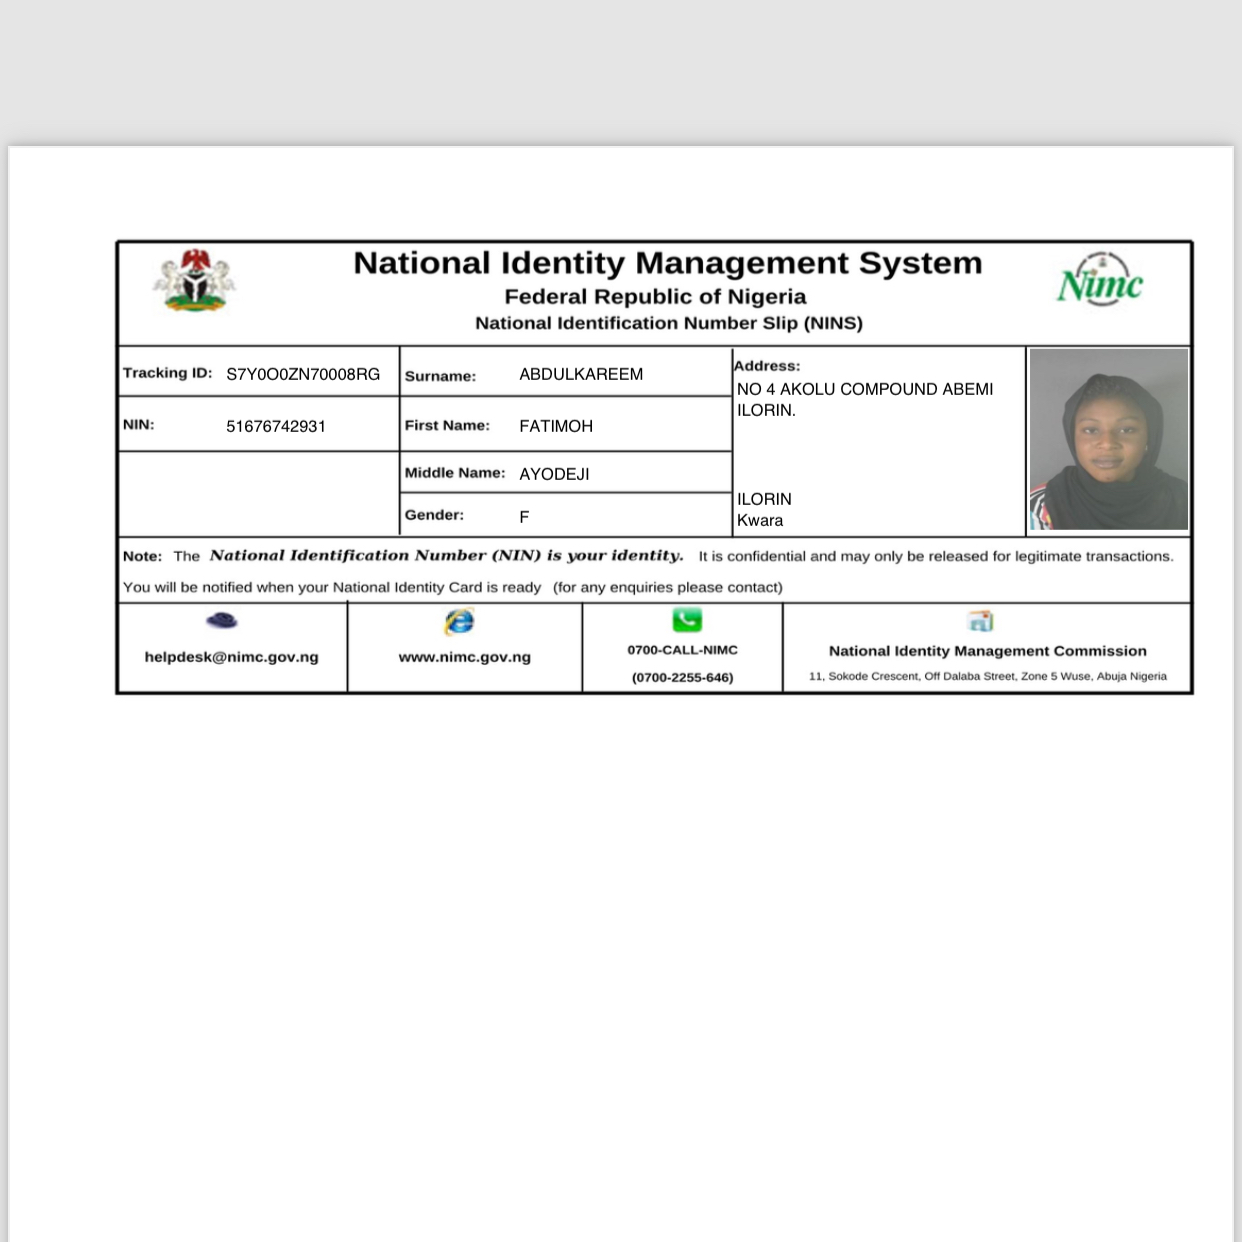 National Identity Management System
Federal Republic of Nigeria
National Identification Number Slip (NINS)
Nimc
Tracking ID: S7Y0O0ZN70008RG
Surname: ABDULKAREEM
Address:
NO 4 AKOLU COMPOUND ABEMI
ILORIN.
ILORIN
Kwara
NIN: 51676742931
First Name: FATIMOH
Middle Name: AYODEJI
Gender: F
Note: The National Identification Number (NIN) is your identity. It is confidential and may only be released for legitimate transactions.
You will be notified when your National Identity Card is ready (for any enquiries please contact)
helpdesk@nimc.gov.ng
www.nimc.gov.ng
0700-CALL-NIMC
(0700-2255-646)
National Identity Management Commission
11, Sokode Crescent, Off Dalaba Street, Zone 5 Wuse, Abuja Nigeria